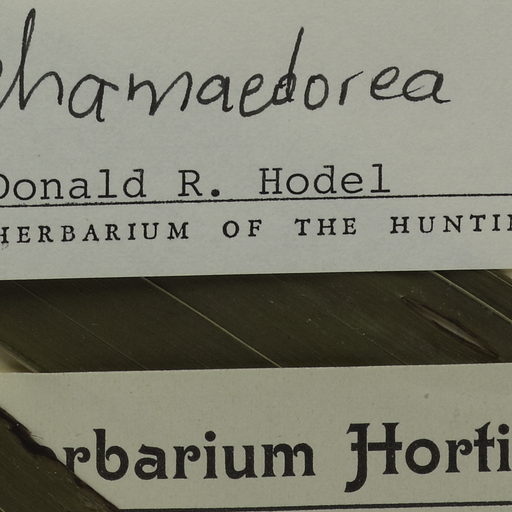 hamaedorea
Donald R. Hodel
HERBARIUM OF THE HUNTI
rbarium Horti